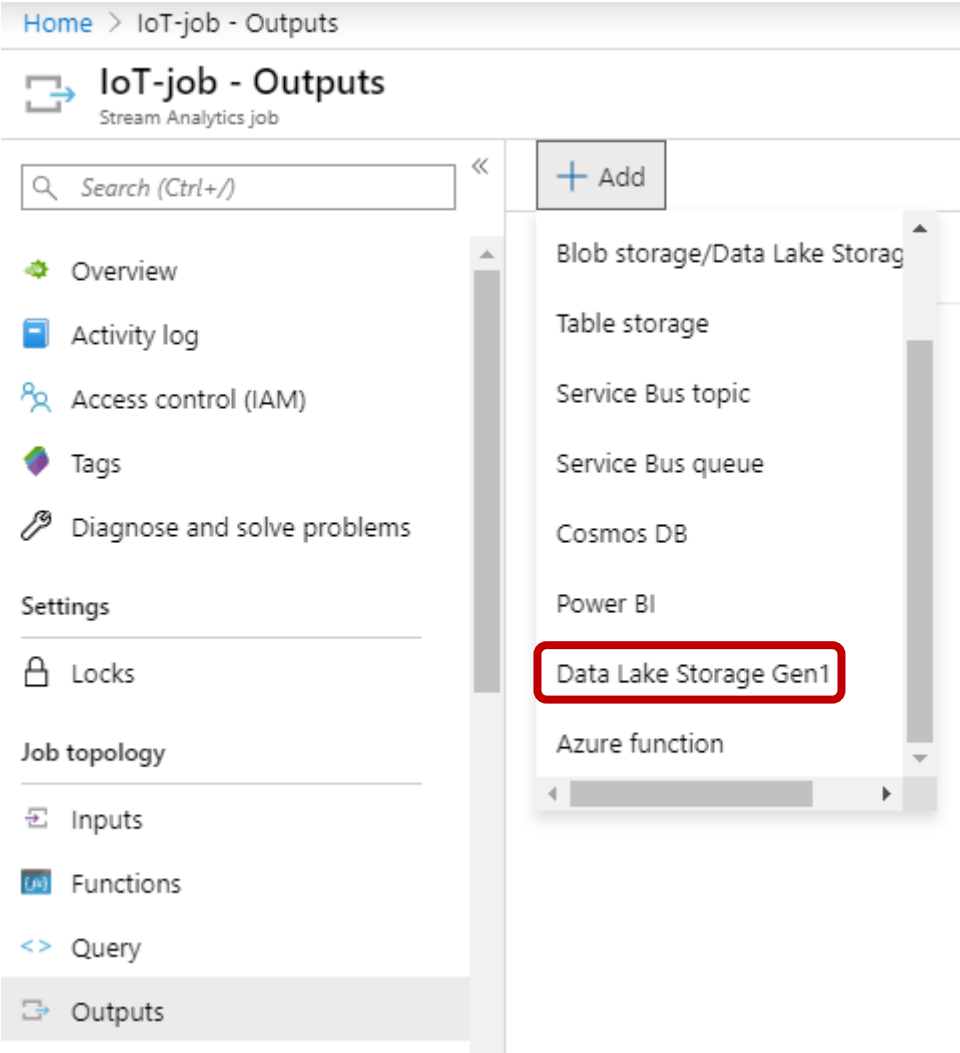 Home > IoT-job - Outputs
IoT-job - Outputs
Stream Analytics job
Search (Ctrl+/)
Overview
Activity log
Access control (IAM)
Tags
Diagnose and solve problems
Settings
Locks
Job topology
Inputs
Functions
Query
Outputs
+ Add
Blob storage/Data Lake Storag
Table storage
Service Bus topic
Service Bus queue
Cosmos DB
Power BI
Data Lake Storage Gen1
Azure function